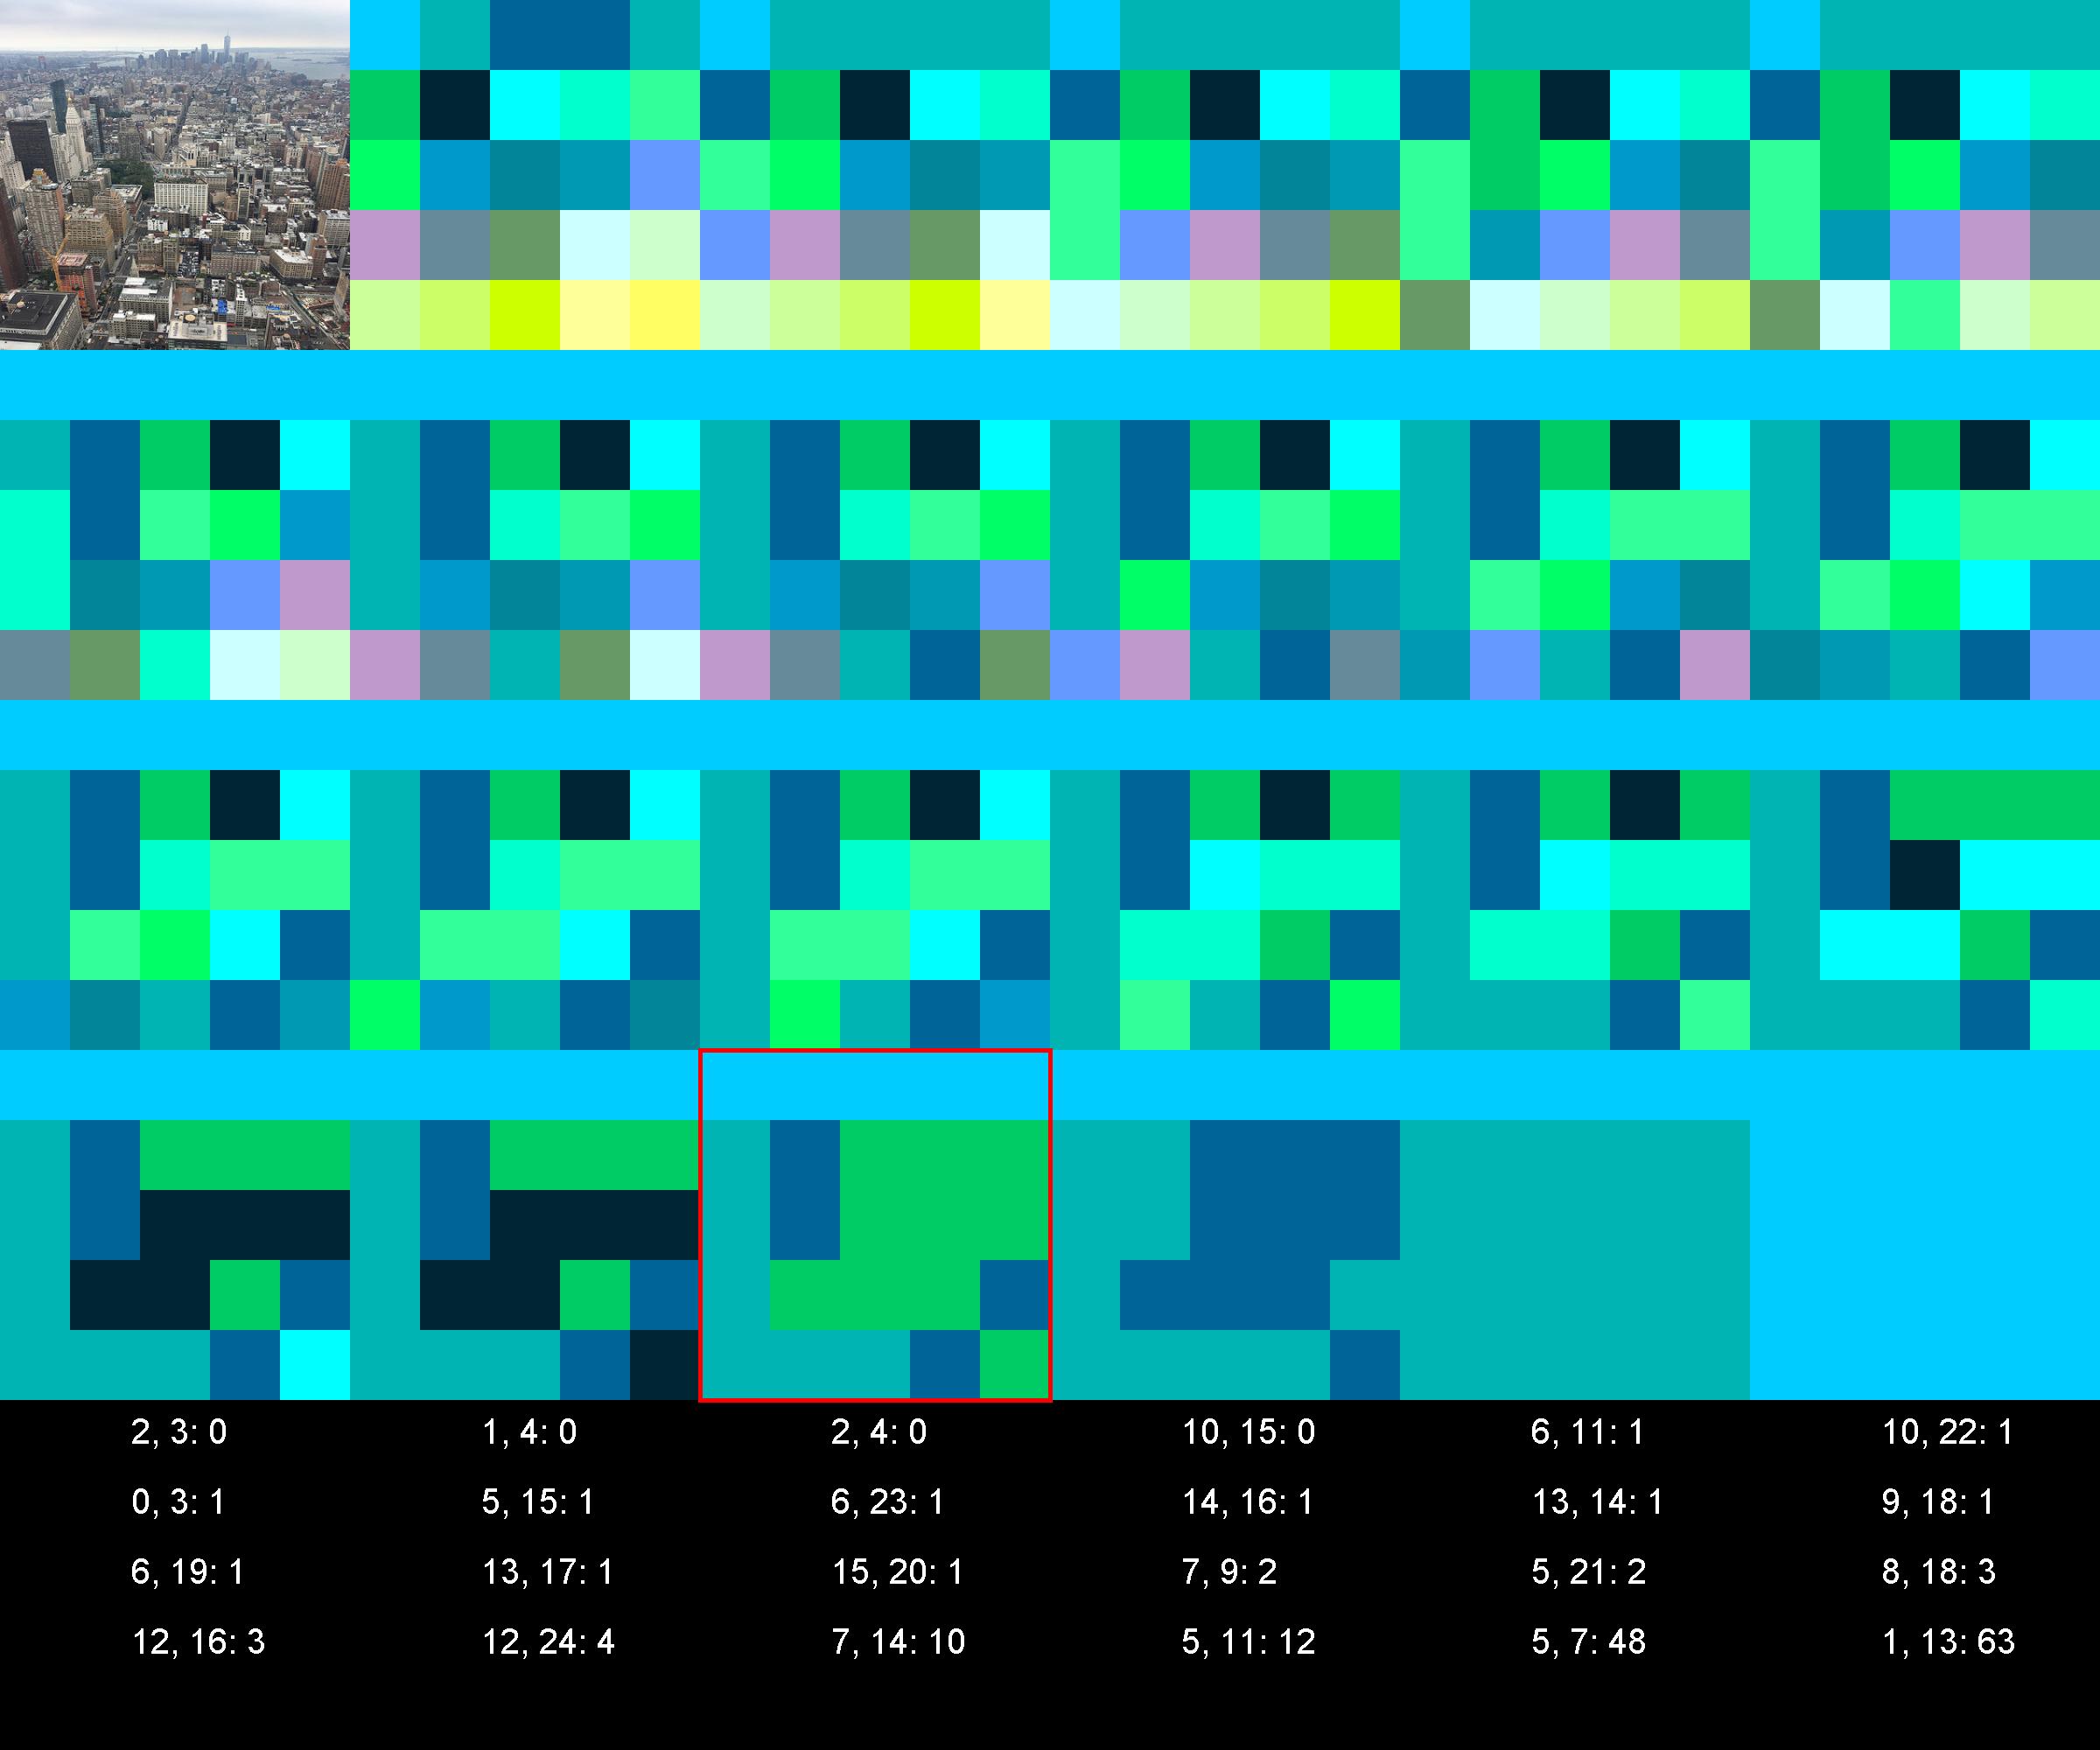 2, 3: 0 1, 4: 0 2, 4: 0 10, 15: 0 6, 11: 1 10, 22: 1
0, 3: 1 5, 15: 1 6, 23: 1 14, 16: 1 13, 14: 1 9, 18: 1
6, 19: 1 13, 17: 1 15, 20: 1 7, 9: 2 5, 21: 2 8, 18: 3
12, 16: 3 12, 24: 4 7, 14: 10 5, 11: 12 5, 7: 48 1, 13: 63